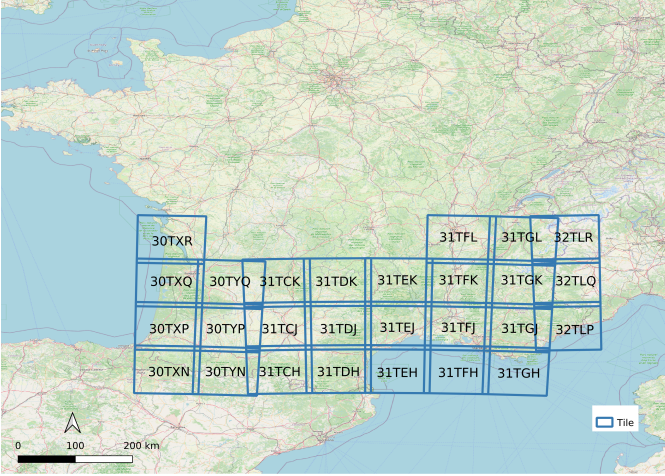 30TXR
31TFL
31TGL
32TLR
30TXQ
30TYQ
31TCK
31TDK
31TEK
31TFK
31TGK
32TLQ
30TXP
30TYP
31TCJ
31TDJ
31TEJ
31TFJ
31TGJ
32TLP
30TXN
30TYN
31TCH
31TDH
31TEH
31TFH
31TGH
Tile
0 100 200 km